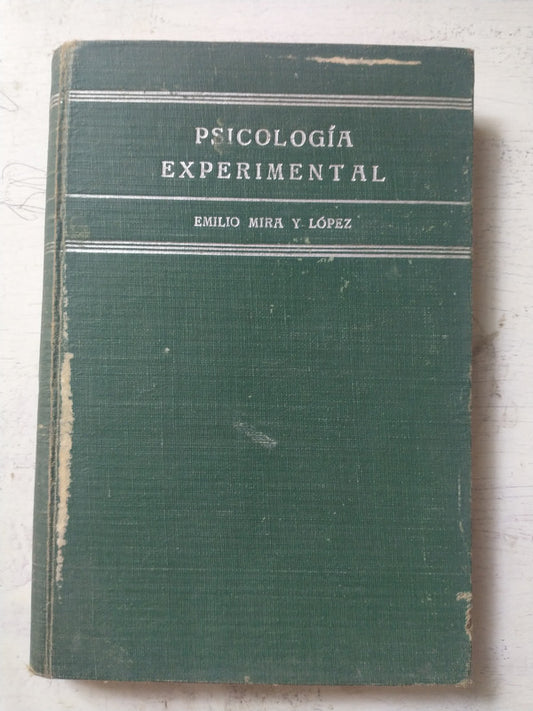 PSICOLOGÍA
EXPERIMENTAL
EMILIO MIRA Y LÓPEZ